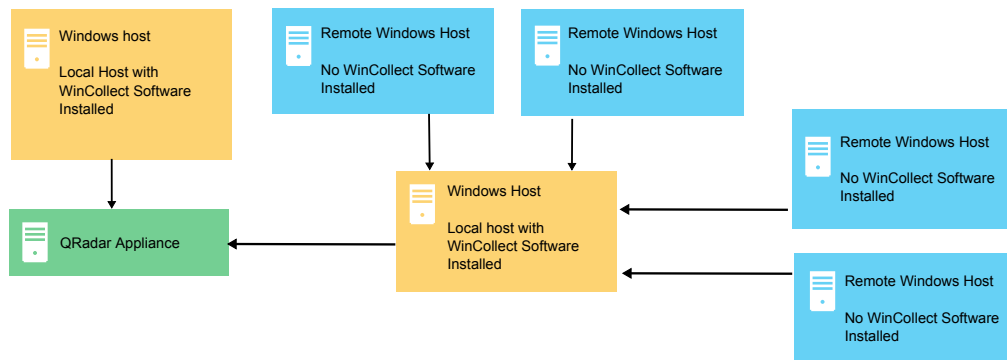 Windows host
Local Host with
WinCollect Software
Installed
Remote Windows Host
No WinCollect Software
Installed
Remote Windows Host
No WinCollect Software
Installed
Remote Windows Host
No WinCollect Software
Installed
Windows Host
Local host with
WinCollect Software
Installed
QRadar Appliance
Remote Windows Host
No WinCollect Software
Installed